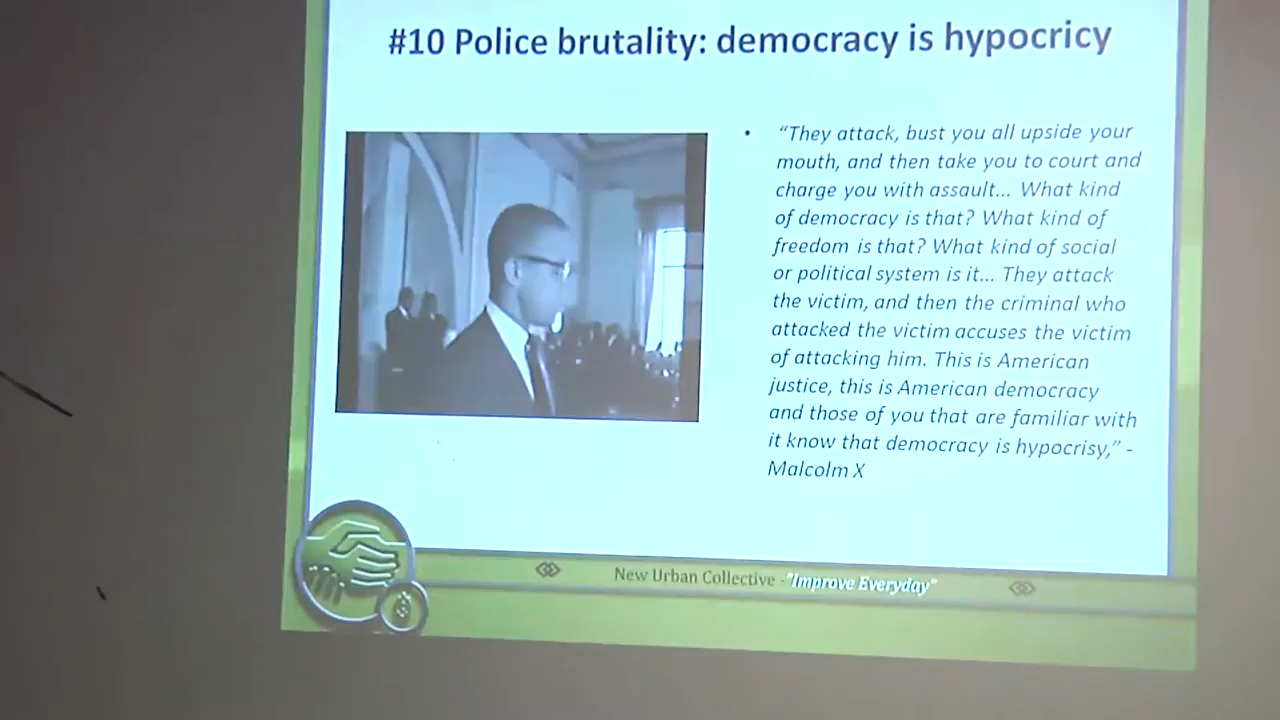 #10 Police brutality: democracy is hypocricy
• “They attack, bust you all upside your
mouth, and then take you to court and
charge you with assault... What kind
of democracy is that? What kind of
freedom is that? What kind of social
or political system is it... They attack
the victim, and then the criminal who
attacked the victim accuses the victim
of attacking him. This is American
justice, this is American democracy
and those of you that are familiar with
it know that democracy is hypocrisy,” -
Malcolm X
New Urban Collective -"Improve Everyday"